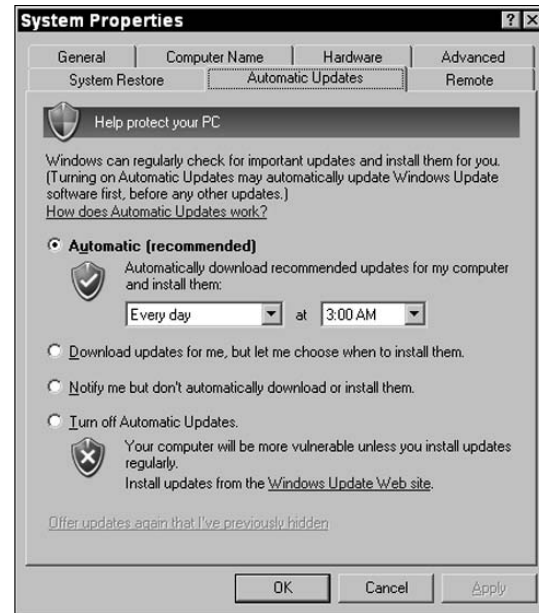 System Properties
General
Computer Name
Hardware
Advanced
System Restore
Automatic Updates
Remote
Help protect your PC
Windows can regularly check for important updates and install them for you.
(Turning on Automatic Updates may automatically update Windows Update
software first, before any other updates.)
How does Automatic Updates work?
Automatic (recommended)
Automatically download recommended updates for my computer
and install them:
Every day at 3:00 AM
Download updates for me, but let me choose when to install them.
Notify me but don't automatically download or install them.
Turn off Automatic Updates.
Your computer will be more vulnerable unless you install updates
regularly.
Install updates from the Windows Update Web site.
Offer updates again that I've previously hidden
OK
Cancel
Apply